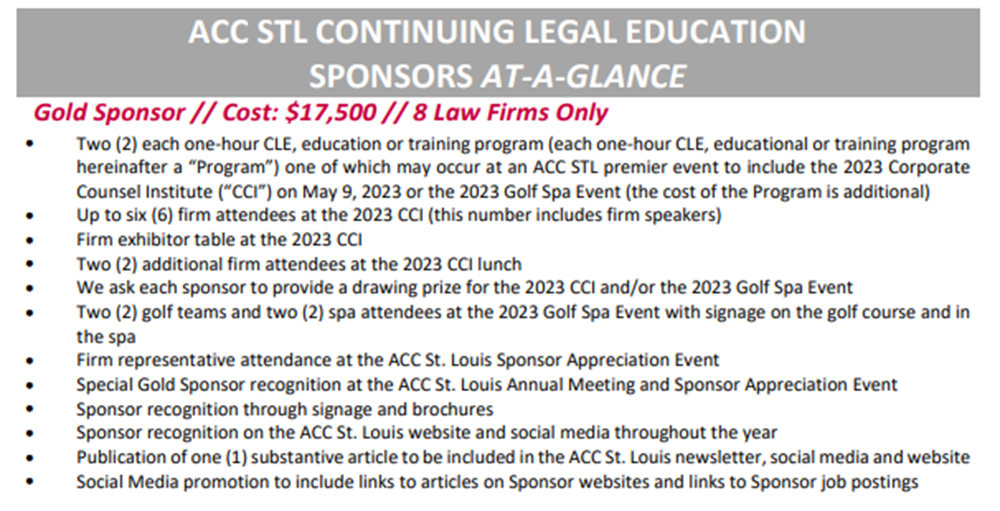 ACC STL CONTINUING LEGAL EDUCATION
SPONSORS AT-A-GLANCE
Gold Sponsor // Cost: $17,500 // 8 Law Firms Only
• Two (2) each one-hour CLE, education or training program (each one-hour CLE, educational or training program
hereinafter a “Program”) one of which may occur at an ACC STL premier event to include the 2023 Corporate
Counsel Institute (“CCI”) on May 9, 2023 or the 2023 Golf Spa Event (the cost of the Program is additional)
• Up to six (6) firm attendees at the 2023 CCI (this number includes firm speakers)
• Firm exhibitor table at the 2023 CCI
• Two (2) additional firm attendees at the 2023 CCI lunch
• We ask each sponsor to provide a drawing prize for the 2023 CCI and/or the 2023 Golf Spa Event
• Two (2) golf teams and two (2) spa attendees at the 2023 Golf Spa Event with signage on the golf course and in
the spa
• Firm representative attendance at the ACC St. Louis Sponsor Appreciation Event
• Special Gold Sponsor recognition at the ACC St. Louis Annual Meeting and Sponsor Appreciation Event
• Sponsor recognition through signage and brochures
• Sponsor recognition on the ACC St. Louis website and social media throughout the year
• Publication of one (1) substantive article to be included in the ACC St. Louis newsletter, social media and website
• Social Media promotion to include links to articles on Sponsor websites and links to Sponsor job postings